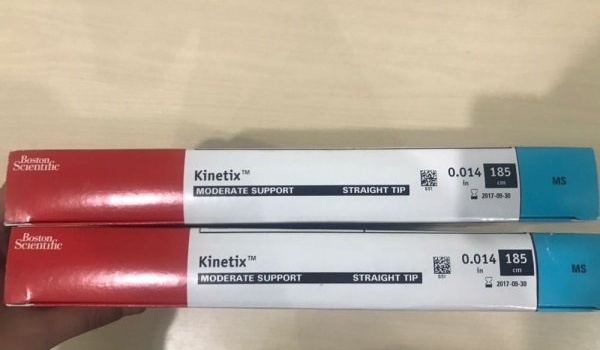 Boston
Scientific
Kinetix™
MODERATE SUPPORT STRAIGHT TIP
0.014 in
185 cm
2017-09-30
MS
Boston
Scientific
Kinetix™
MODERATE SUPPORT STRAIGHT TIP
0.014 in
185 cm
2017-09-30
MS